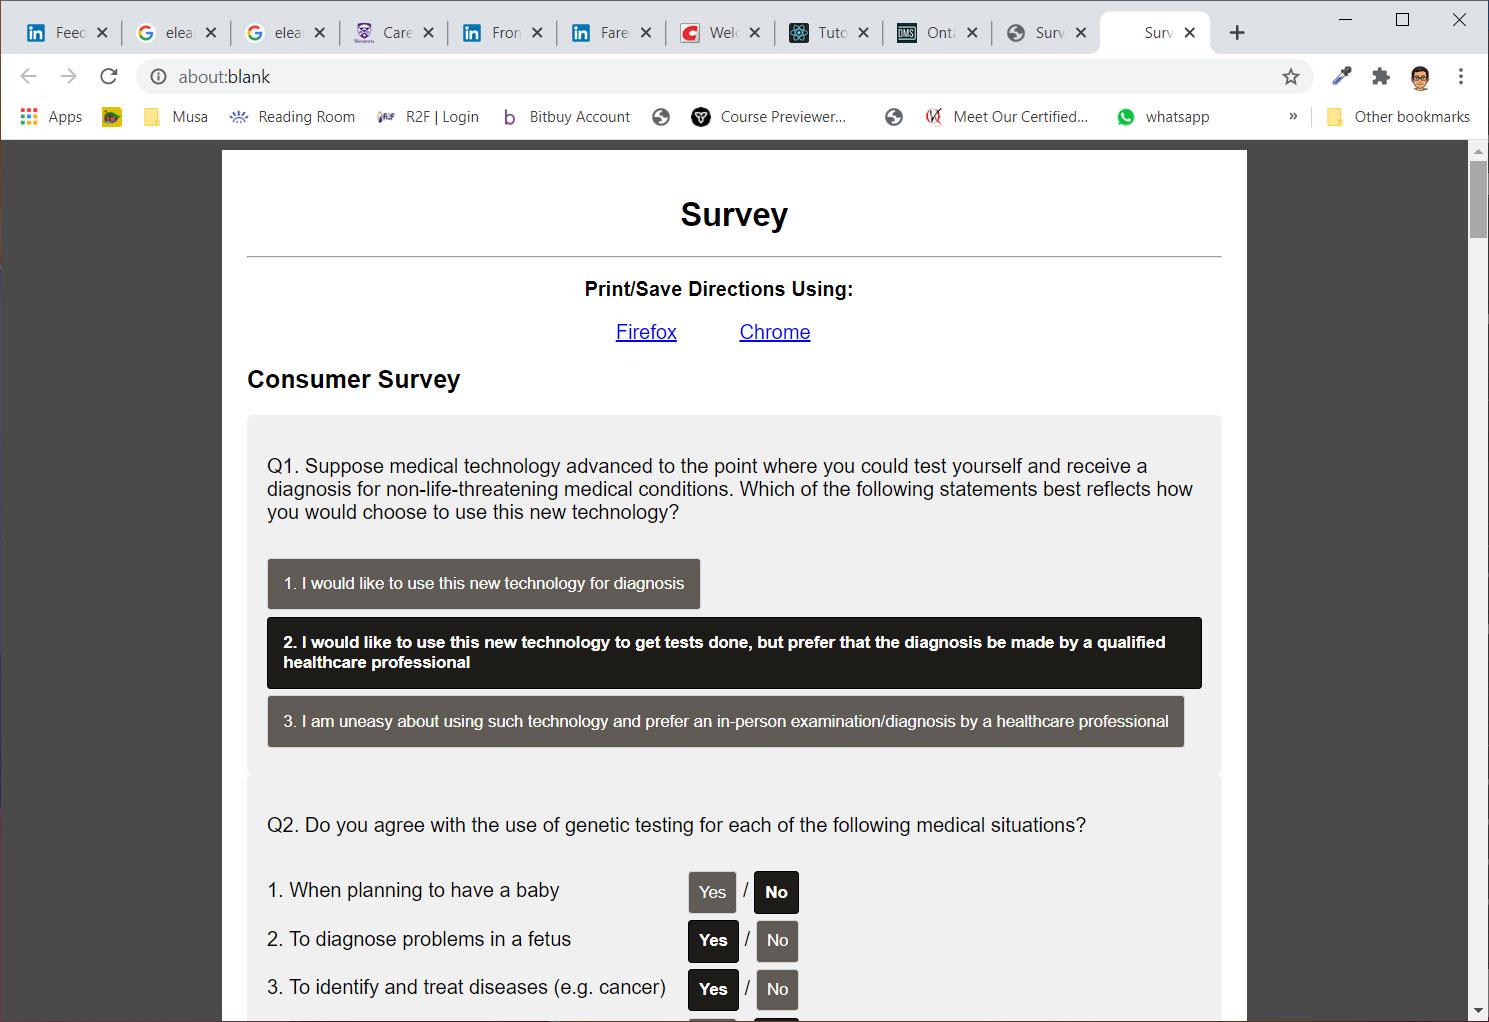 Feed
elea
elea
Care
Fron
Fare
Welc
Tuto
Onta
Surv
Surv
about:blank
Apps
Musa
Reading Room
R2F | Login
b
Bitbuy Account
Course Previewer...
Meet Our Certified...
whatsapp
»
Other bookmarks
Survey
Print/Save Directions Using:
Firefox
Chrome
Consumer Survey
Q1. Suppose medical technology advanced to the point where you could test yourself and receive a
diagnosis for non-life-threatening medical conditions. Which of the following statements best reflects how
you would choose to use this new technology?
1. I would like to use this new technology for diagnosis
2. I would like to use this new technology to get tests done, but prefer that the diagnosis be made by a qualified
healthcare professional
3. I am uneasy about using such technology and prefer an in-person examination/diagnosis by a healthcare professional
Q2. Do you agree with the use of genetic testing for each of the following medical situations?
1. When planning to have a baby Yes / No
2. To diagnose problems in a fetus Yes / No
3. To identify and treat diseases (e.g. cancer) Yes / No